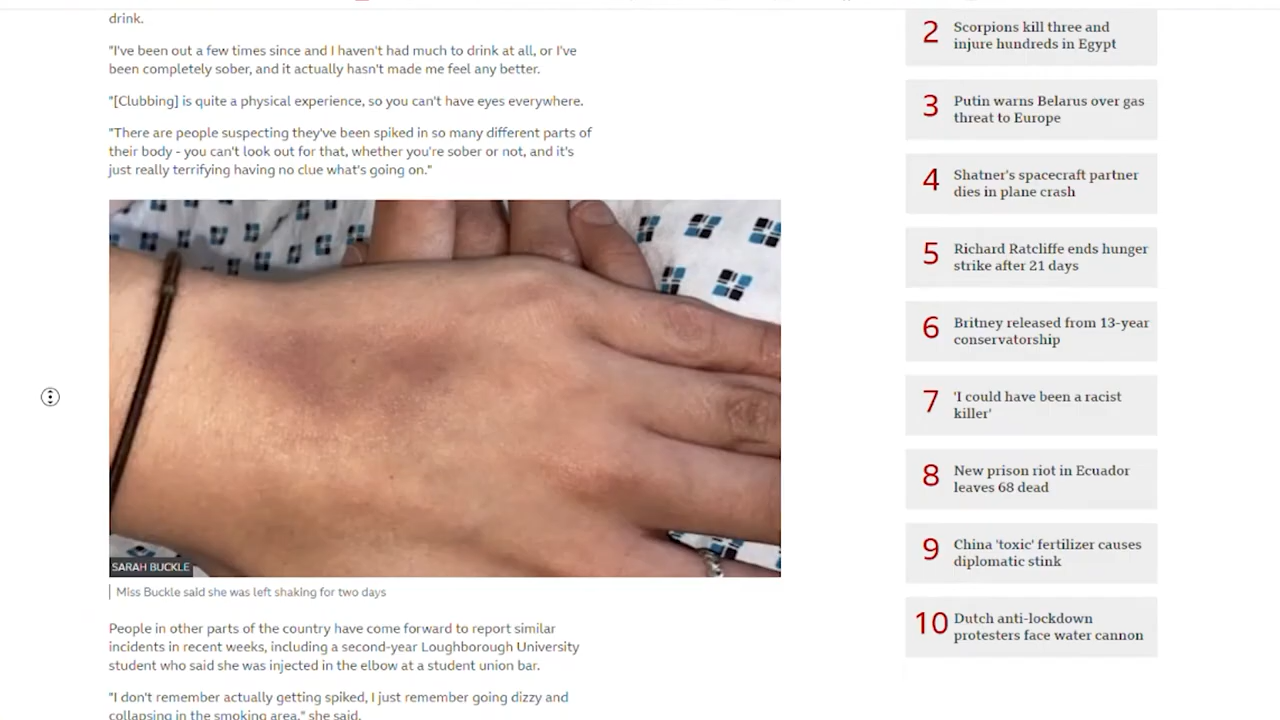 drink.
"I've been out a few times since and I haven't had much to drink at all, or I've
been completely sober, and it actually hasn't made me feel any better.
"[Clubbing] is quite a physical experience, so you can't have eyes everywhere.
"There are people suspecting they've been spiked in so many different parts of
their body - you can't look out for that, whether you're sober or not, and it's
just really terrifying having no clue what's going on."
SARAH BUCKLE
Miss Buckle said she was left shaking for two days
People in other parts of the country have come forward to report similar
incidents in recent weeks, including a second-year Loughborough University
student who said she was injected in the elbow at a student union bar.
"I don't remember actually getting spiked, I just remember going dizzy and
collapsing in the smoking area," she said.
2 Scorpions kill three and
injure hundreds in Egypt
3 Putin warns Belarus over gas
threat to Europe
4 Shatner's spacecraft partner
dies in plane crash
5 Richard Ratcliffe ends hunger
strike after 21 days
6 Britney released from 13-year
conservatorship
7 'I could have been a racist
killer'
8 New prison riot in Ecuador
leaves 68 dead
9 China 'toxic' fertilizer causes
diplomatic stink
10 Dutch anti-lockdown
protesters face water cannon